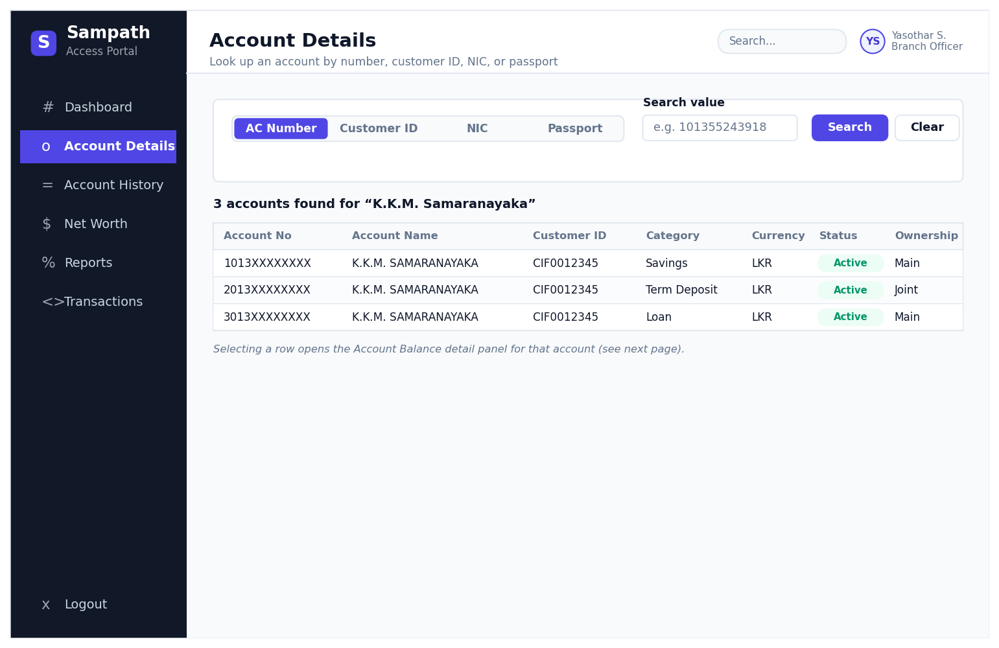 S
Sampath
Access Portal
# Dashboard
o Account Details
= Account History
$ Net Worth
% Reports
<> Transactions
x Logout
Account Details
Look up an account by number, customer ID, NIC, or passport
Search...
YS
Yasothar S.
Branch Officer
Search value
AC Number Customer ID NIC Passport
e.g. 101355243918
Search
Clear
3 accounts found for “K.K.M. Samaranayaka”
Account No Account Name Customer ID Category Currency Status Ownership
1013XXXXXXXX K.K.M. SAMARANAYAKA CIF0012345 Savings LKR Active Main
2013XXXXXXXX K.K.M. SAMARANAYAKA CIF0012345 Term Deposit LKR Active Joint
3013XXXXXXXX K.K.M. SAMARANAYAKA CIF0012345 Loan LKR Active Main
Selecting a row opens the Account Balance detail panel for that account (see next page).